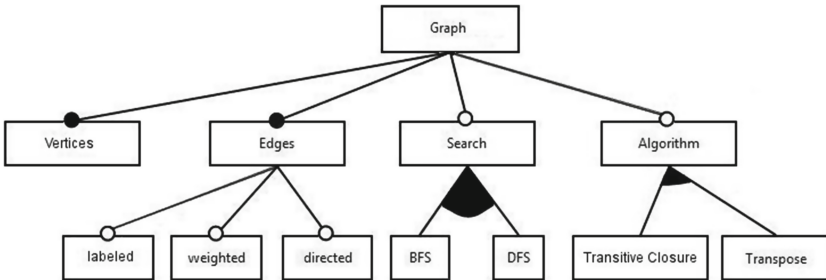 Graph
Vertices
Edges
Search
Algorithm
labeled
weighted
directed
BFS
DFS
Transitive Closure
Transpose